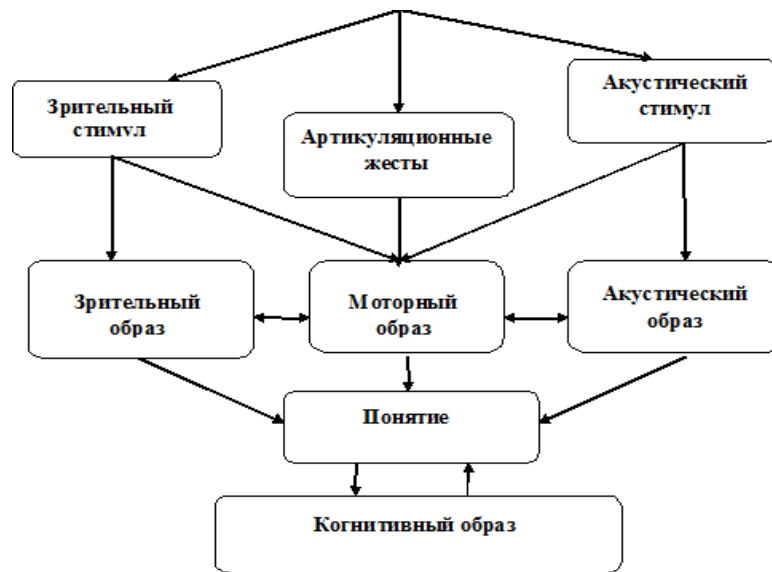 Зрительный
стимул
Артикуляционные
жесты
Акустический
стимул
Зрительный
образ
Моторный
образ
Акустический
образ
Понятие
Когнитивный образ